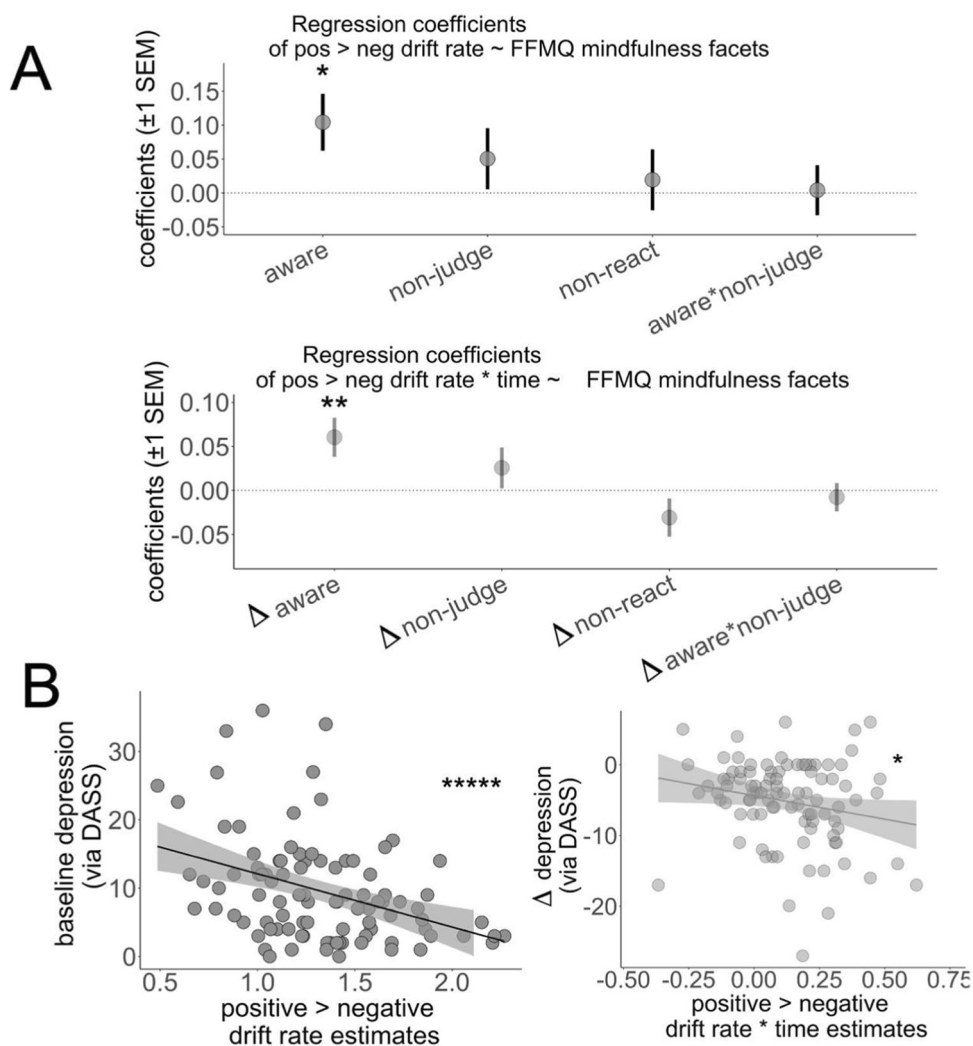 A
Regression coefficients
of pos > neg drift rate ~ FFMQ mindfulness facets
coefficients (±1 SEM)
*
0.15
0.10
0.05
0.00
-0.05
aware
non-judge
non-react
aware*non-judge
Regression coefficients
of pos > neg drift rate * time ~ FFMQ mindfulness facets
coefficients (±1 SEM)
**
0.10
0.05
0.00
-0.05
Δ aware
Δ non-judge
Δ non-react
Δ aware*non-judge
B
baseline depression
(via DASS)
30
20
10
0
*****
0.5 1.0 1.5 2.0
positive > negative
drift rate estimates
Δ depression
(via DASS)
0
-10
-20
*
-0.50 -0.25 0.00 0.25 0.50 0.75
positive > negative
drift rate * time estimates